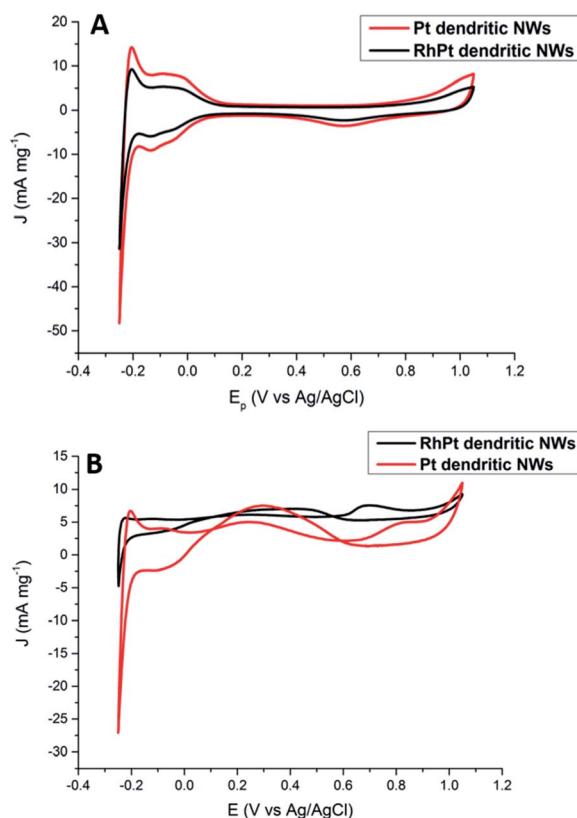 A
Pt dendritic NWs
RhPt dendritic NWs
J (mA mg⁻¹)
20
10
0
-10
-20
-30
-40
-50
-0.4 -0.2 0.0 0.2 0.4 0.6 0.8 1.0 1.2
Eₚ (V vs Ag/AgCl)
B
RhPt dendritic NWs
Pt dendritic NWs
J (mA mg⁻¹)
15
10
5
0
-5
-10
-15
-20
-25
-30
-0.4 -0.2 0.0 0.2 0.4 0.6 0.8 1.0 1.2
E (V vs Ag/AgCl)